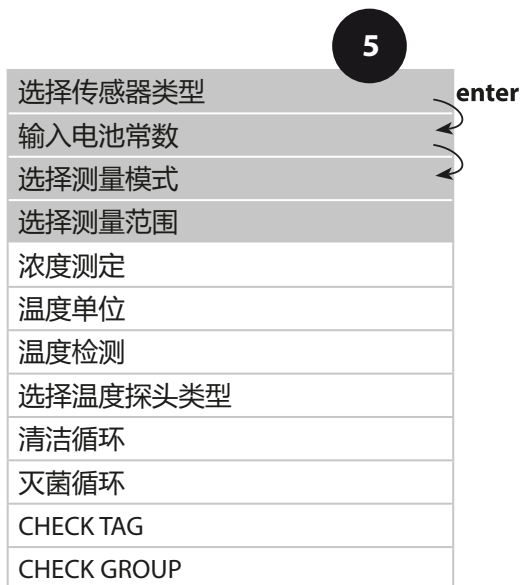 5
选择传感器类型 enter
输入电池常数
选择测量模式
选择测量范围
浓度测定
温度单位
温度检测
选择温度探头类型
清洁循环
灭菌循环
CHECK TAG
CHECK GROUP